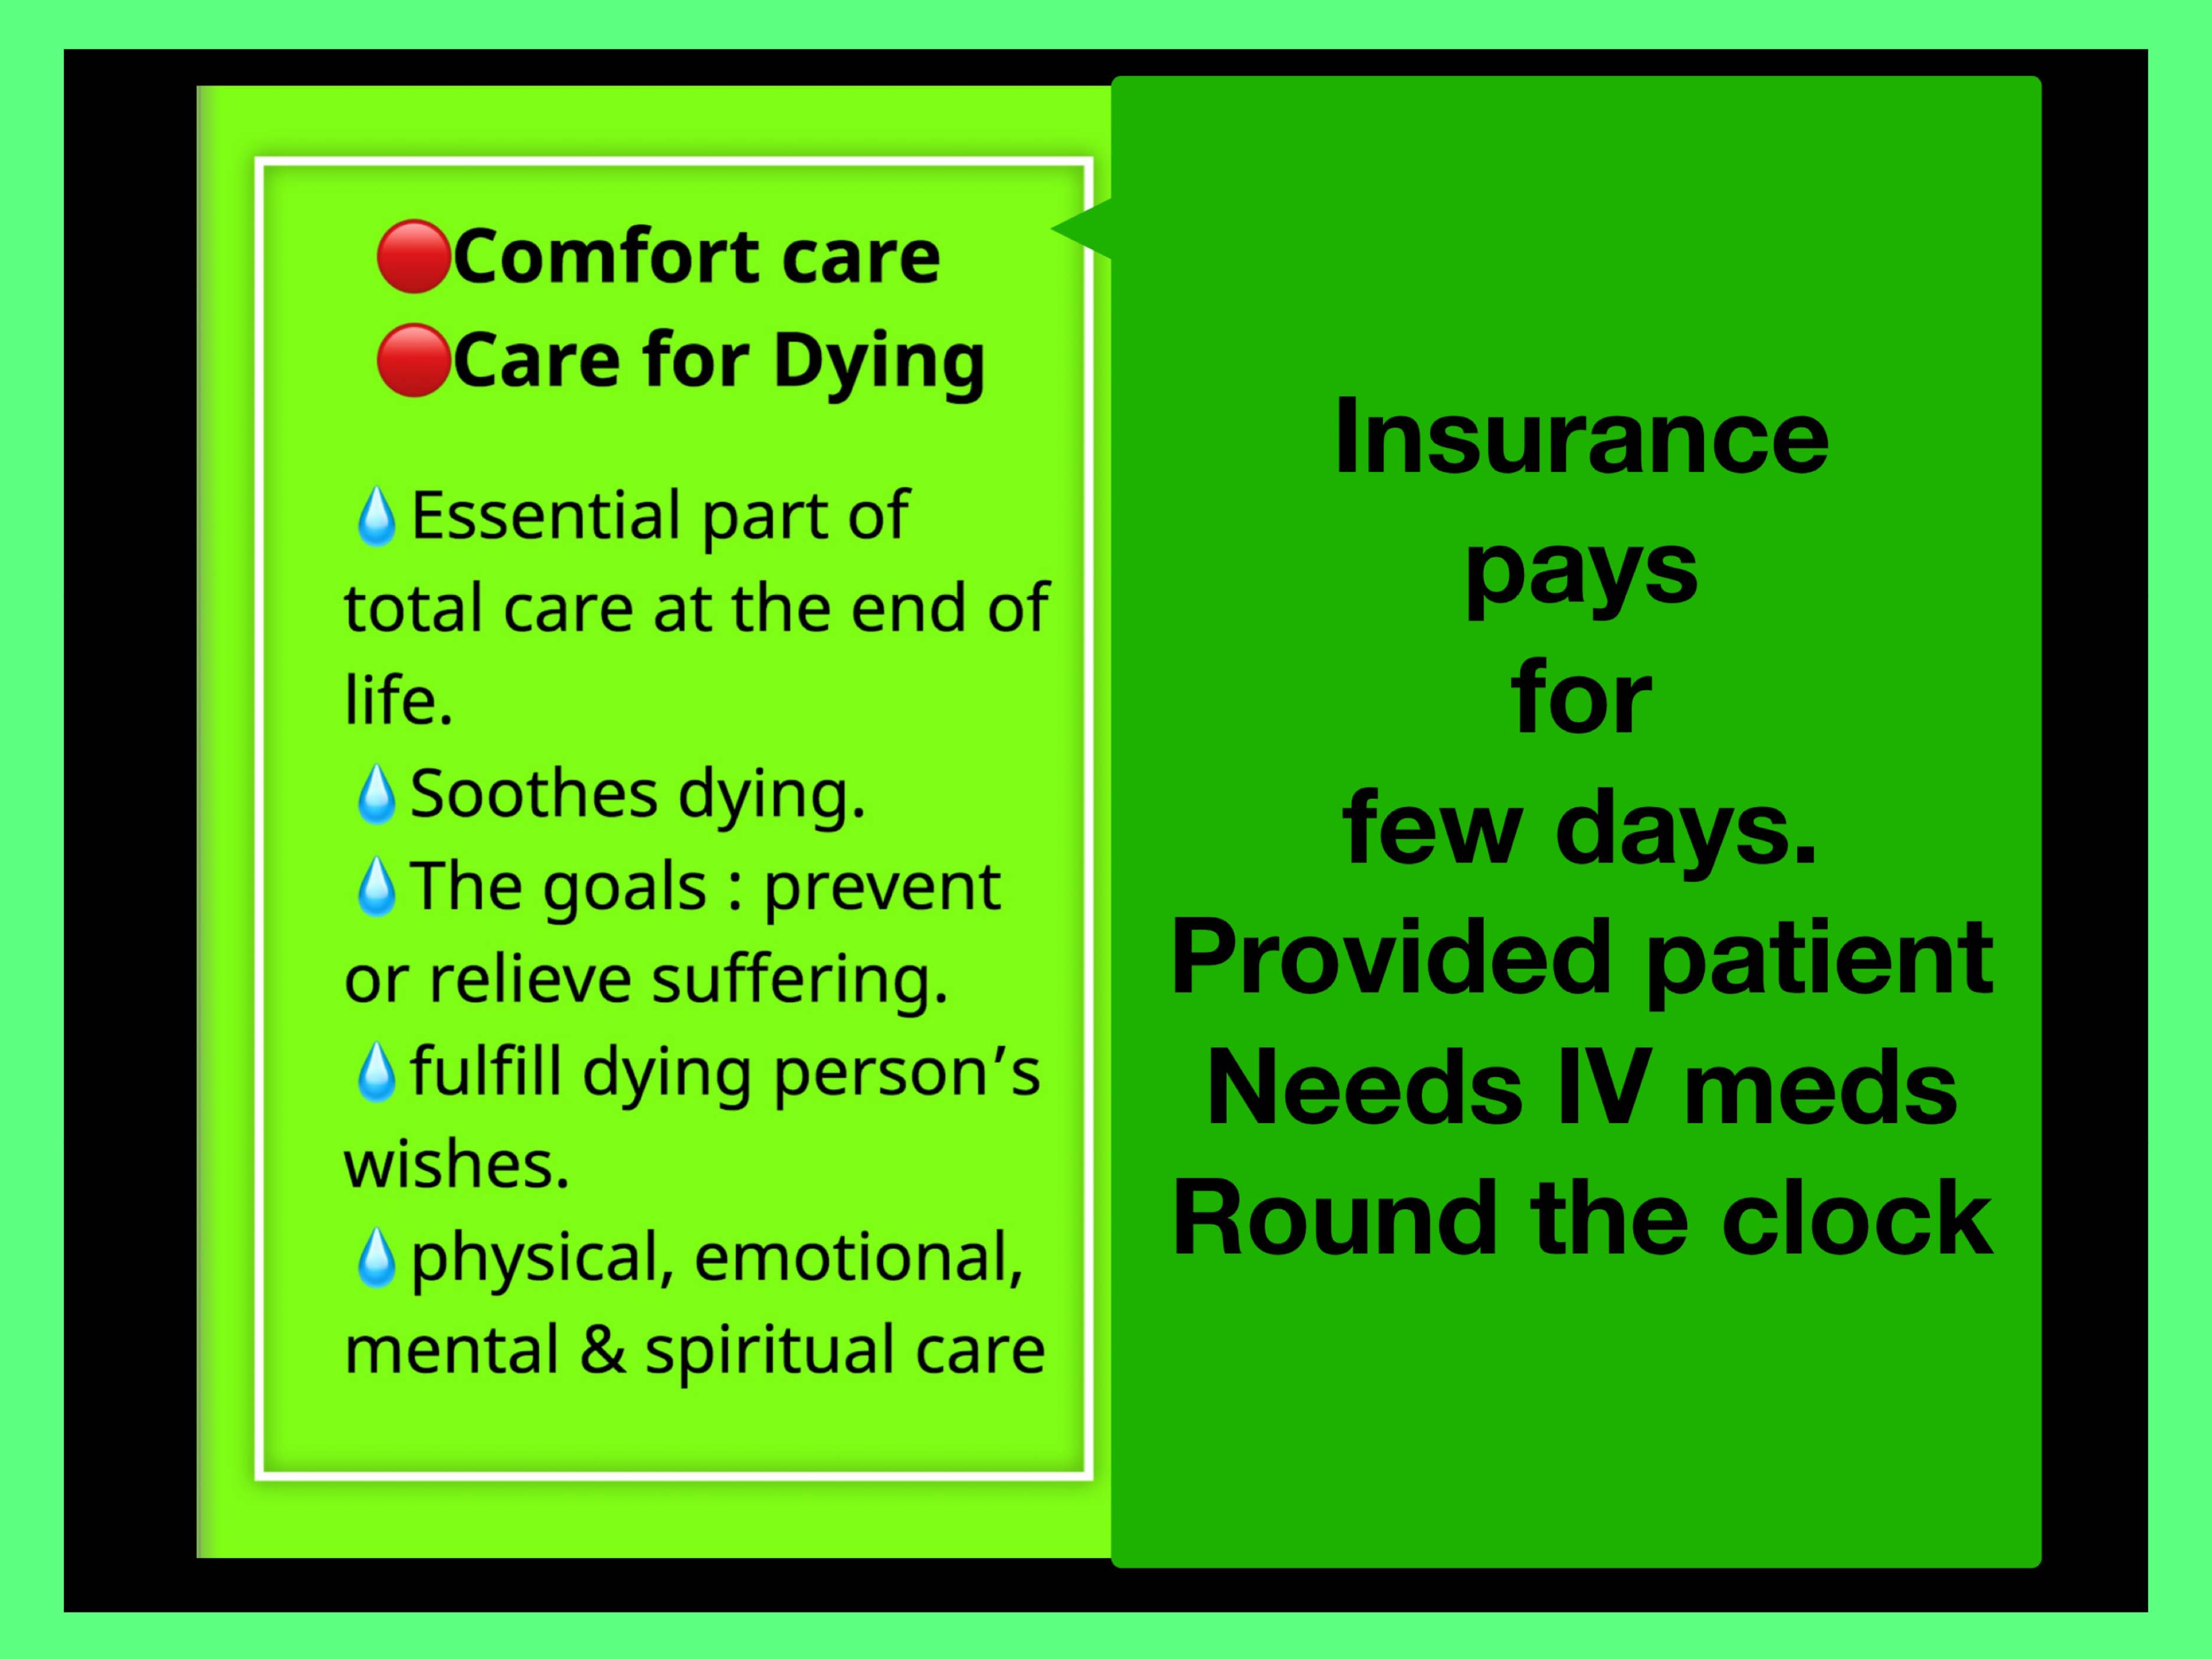 🔴Comfort care
🔴Care for Dying
💧Essential part of
total care at the end of
life.
💧Soothes dying.
💧The goals : prevent
or relieve suffering.
💧fulfill dying person’s
wishes.
💧physical, emotional,
mental & spiritual care
Insurance
pays
for
few days.
Provided patient
Needs IV meds
Round the clock